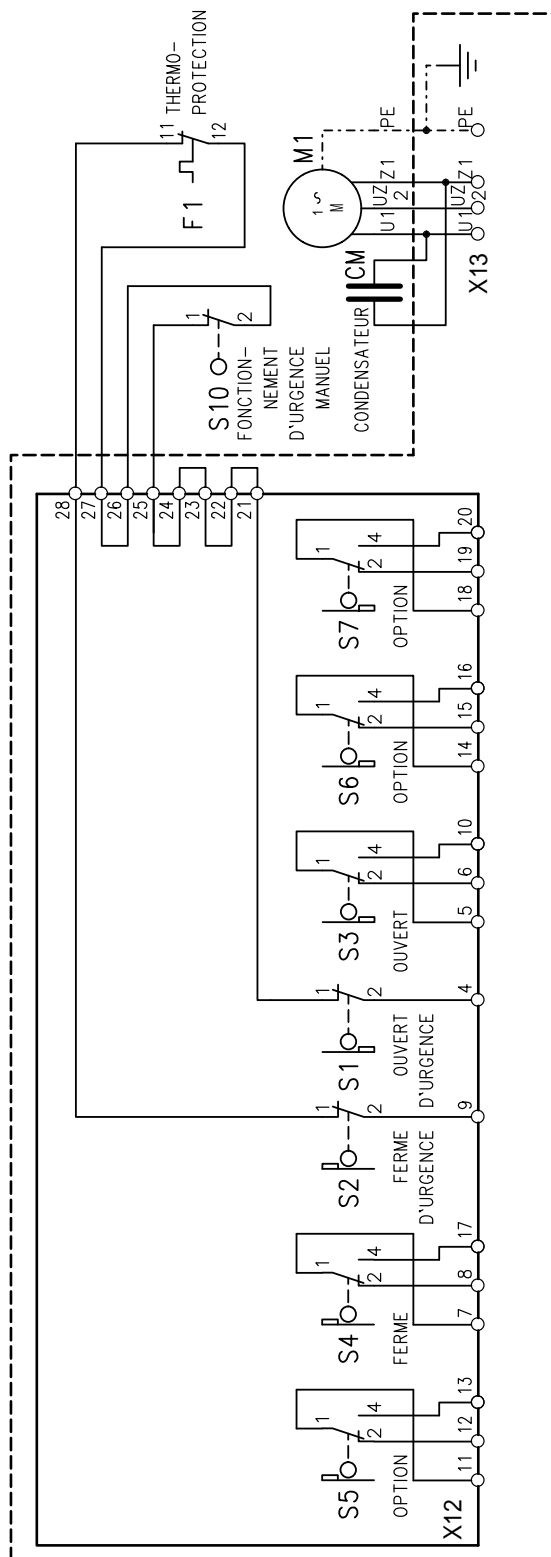 11
THERMO-
PROTECTION
12
F1
M1
1
M
PE
PE
Z1
Z1
UZ
2
UZ
2
U1
U1
X13
CM
CONDENSATEUR
1
2
S10
FONCTION-
NEMENT
D'URGENCE
MANUEL
28
27
26
25
24
23
22
21
1
4
2
S7
OPTION
20
19
18
1
4
2
S6
OPTION
16
15
14
1
4
2
S3
OUVERT
10
6
5
1
2
S1
OUVERT
D'URGENCE
4
1
2
S2
FERME
D'URGENCE
9
1
4
2
S4
FERME
17
8
7
1
4
2
S5
OPTION
13
12
11
X12